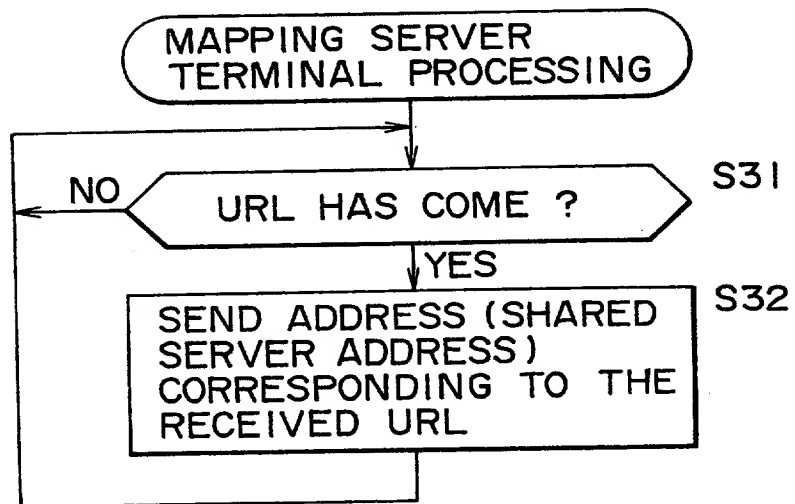 MAPPING SERVER
TERMINAL PROCESSING
S31
NO
URL HAS COME ?
YES
S32
SEND ADDRESS (SHARED
SERVER ADDRESS)
CORRESPONDING TO THE
RECEIVED URL